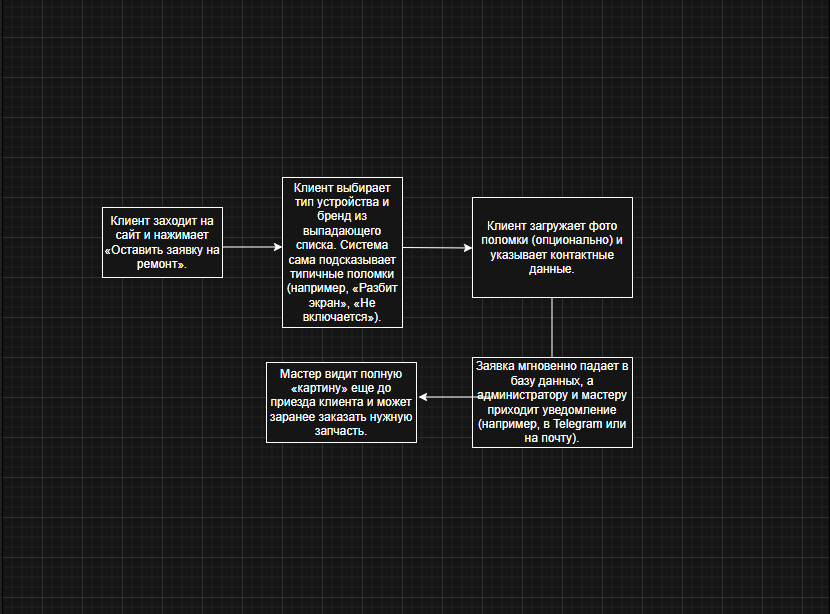 Клиент заходит на
сайт и нажимает
«Оставить заявку на
ремонт».
Клиент выбирает
тип устройства и
бренд из
выпадающего
списка. Система
сама подсказывает
типичные поломки
(например, «Разбит
экран», «Не
включается»).
Клиент загружает фото
поломки (опционально) и
указывает контактные
данные.
Заявка мгновенно падает в
базу данных, а
администратору и мастеру
приходит уведомление
(например, в Telegram или
на почту).
Мастер видит полную
«картину» еще до
приезда клиента и может
заранее заказать нужную
запчасть.